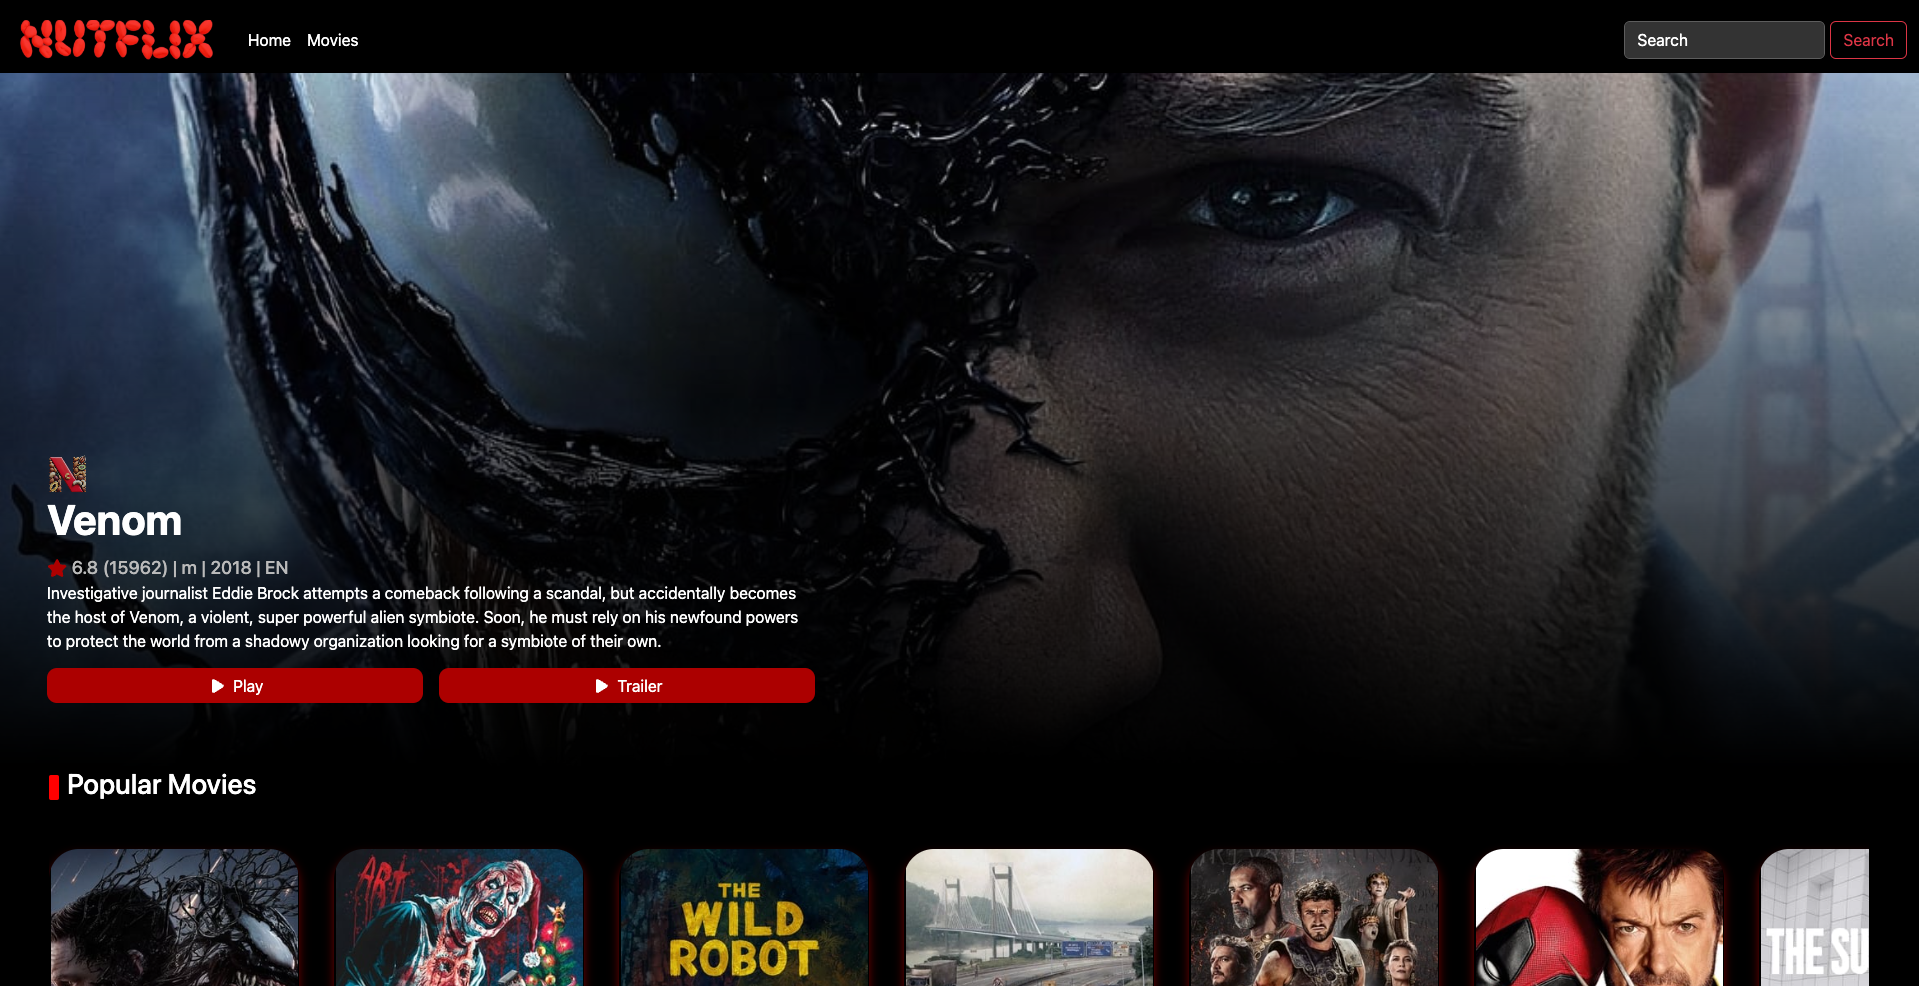 NUTFLIX
Home Movies
Search Search
N
Venom
6.8 (15962) | m | 2018 | EN
Investigative journalist Eddie Brock attempts a comeback following a scandal, but accidentally becomes
the host of Venom, a violent, super powerful alien symbiote. Soon, he must rely on his newfound powers
to protect the world from a shadowy organization looking for a symbiote of their own.
Play Trailer
Popular Movies
ART
THE
WILD
ROBOT
THE SU